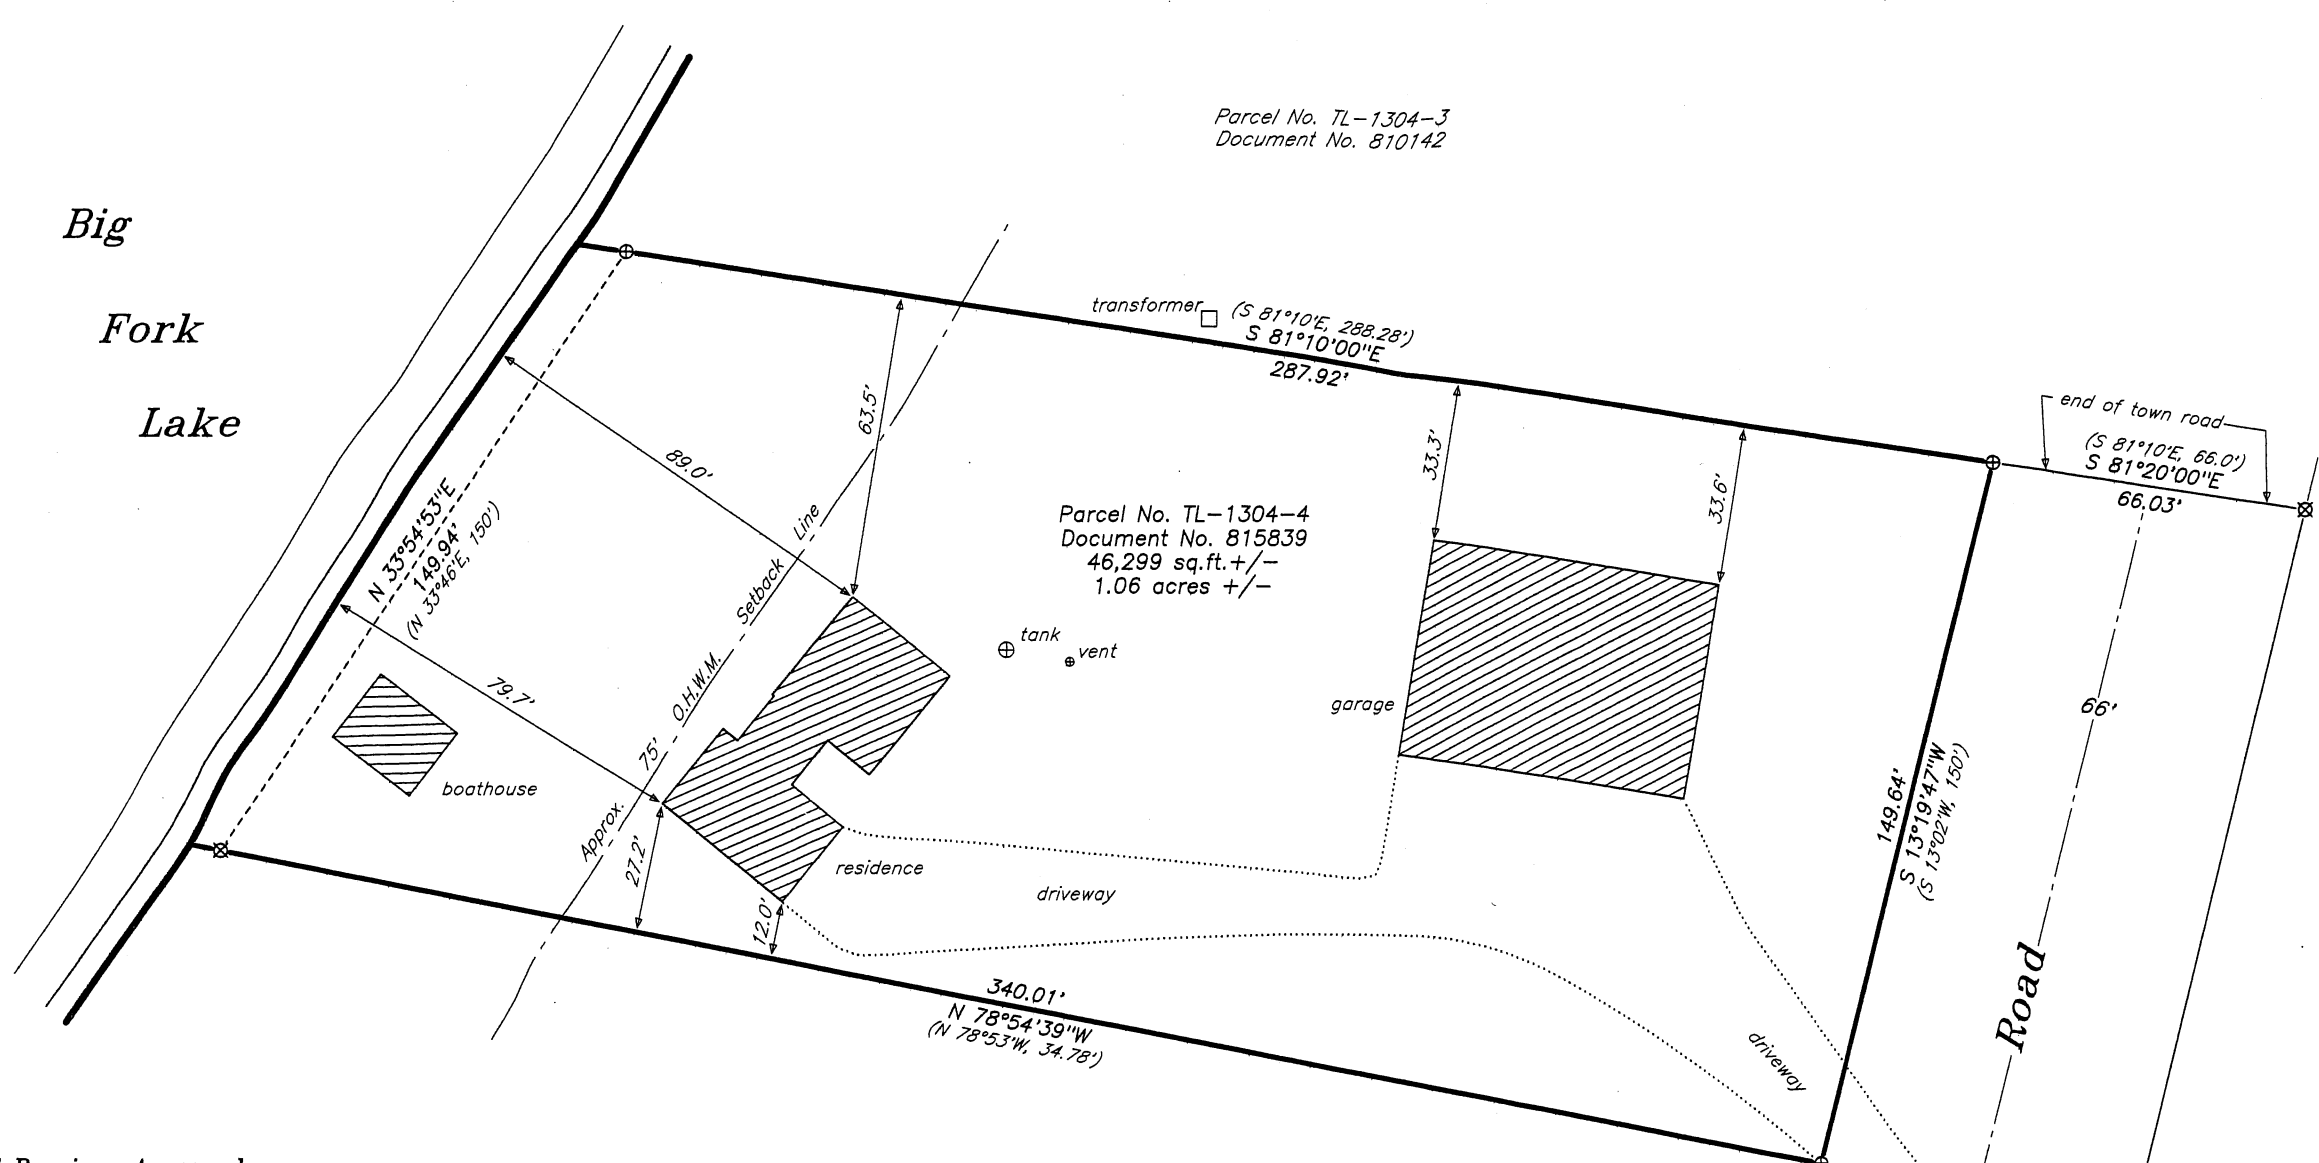 Parcel No. TL-1304-3
Document No. 810142
Big
Fork
Lake
transformer
(S 81°10'E, 288.28')
S 81°10'00"E
287.92'
end of town road
(S 81°10'E, 66.0')
S 81°20'00"E
66.03'
63.5'
89.0'
33.3'
33.6'
N 33°54'53"E
149.94'
(N 33°46'E, 150')
Parcel No. TL-1304-4
Document No. 815839
46,299 sq.ft.+/-
1.06 acres +/-
Approx. 75' O.H.W.M. Setback Line
tank
vent
79.7'
garage
66'
boathouse
149.64'
S 13°19'47"W
(S 13°02'W, 150')
27.2'
residence
12.0'
driveway
340.01'
N 78°54'39"W
(N 78°53'W, 34.78')
driveway
Road